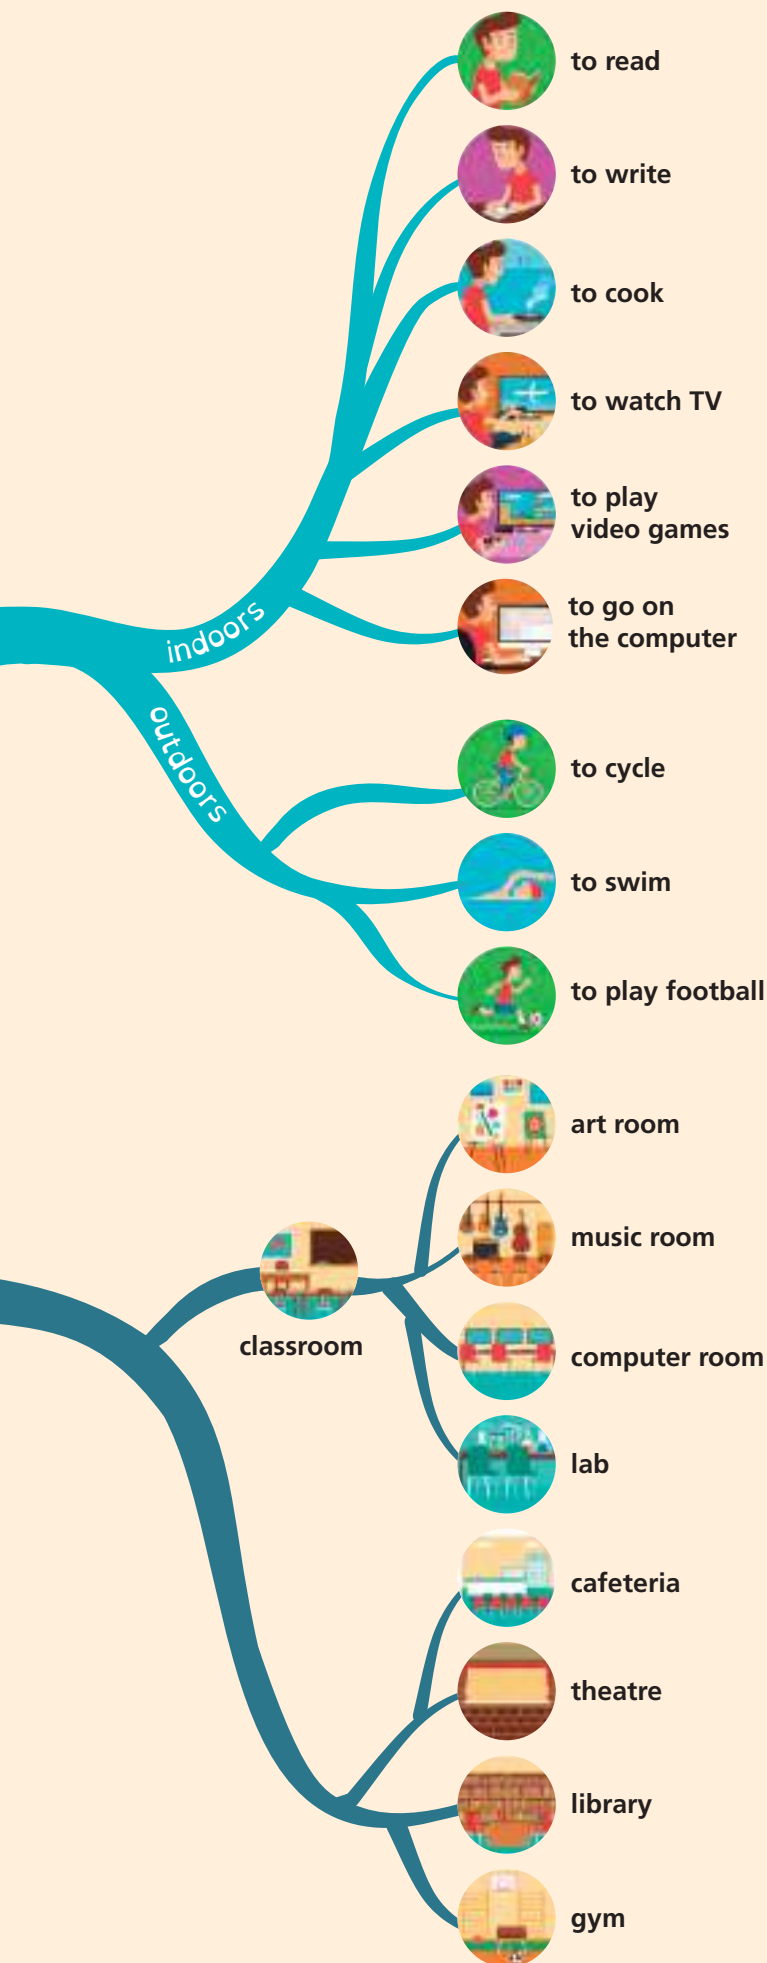 to read
to write
to cook
to watch TV
to play
video games
to go on
the computer
indoors
outdoors
to cycle
to swim
to play football
art room
music room
classroom
computer room
lab
cafeteria
theatre
library
gym